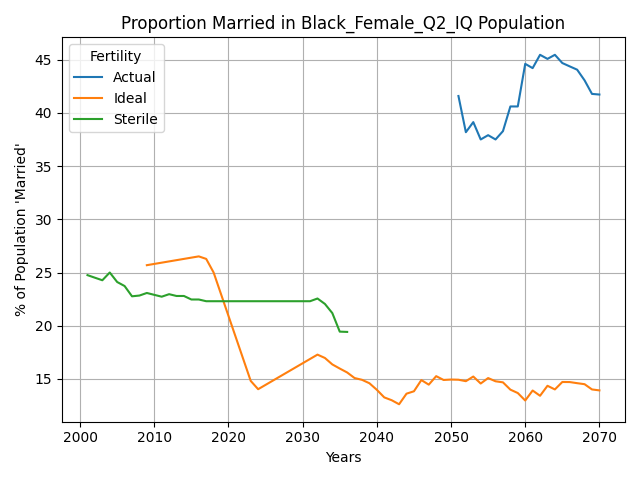 Proportion Married in Black_Female_Q2_IQ Population
Fertility
Actual
Ideal
Sterile
% of Population 'Married'
45
40
35
30
25
20
15
2000 2010 2020 2030 2040 2050 2060 2070
Years